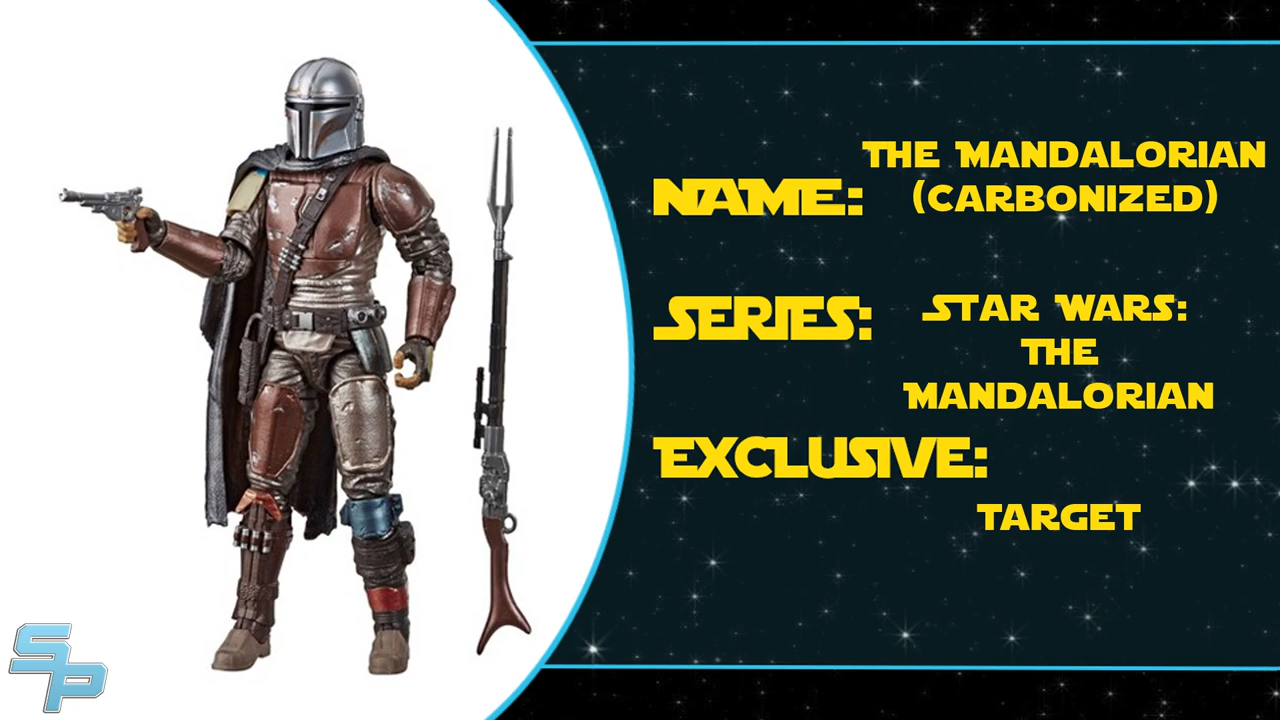 NAME:
THE MANDALORIAN
(CARBONIZED)
SERIES:
STAR WARS:
THE
MANDALORIAN
EXCLUSIVE:
TARGET
SP